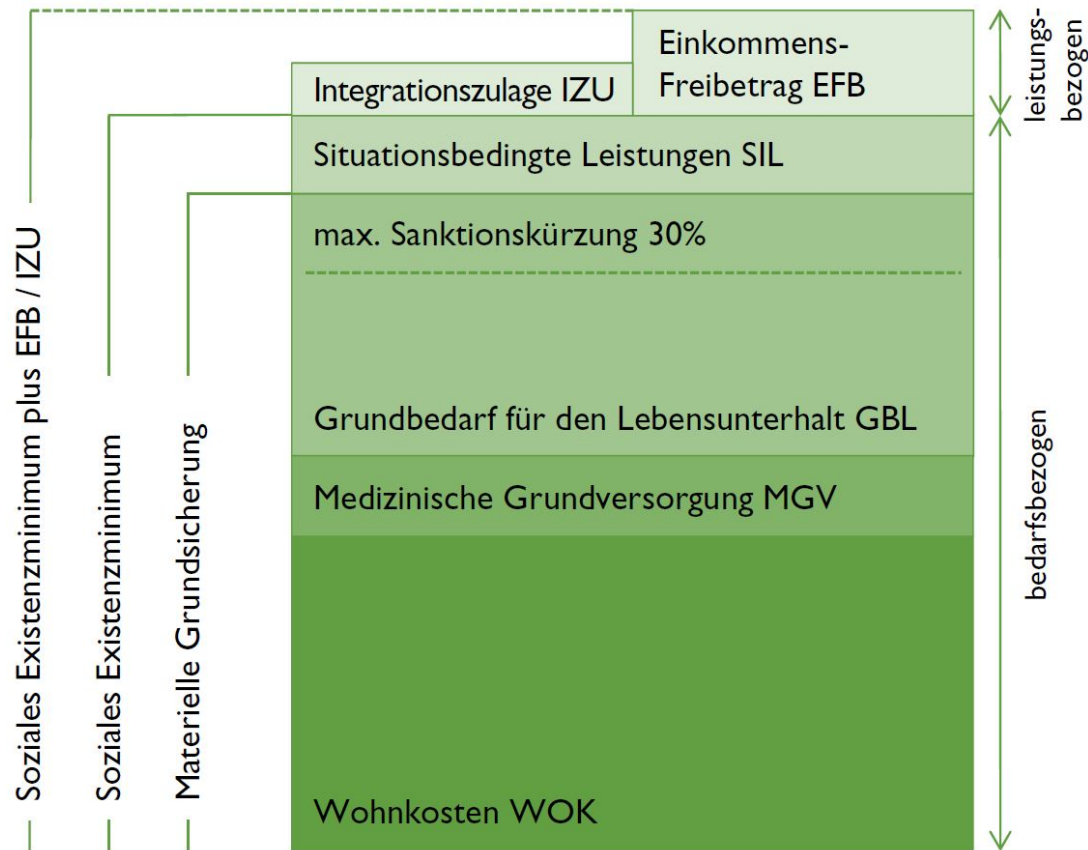 Einkommens-
Freibetrag EFB
Integrationszulage IZU
Situationsbedingte Leistungen SIL
max. Sanktionskürzung 30%
Grundbedarf für den Lebensunterhalt GBL
Medizinische Grundversorgung MGV
Wohnkosten WOK
Soziales Existenzminimum plus EFB / IZU
Soziales Existenzminimum
Materielle Grundsicherung
leistungs-
bezogen
bedarfsbezogen